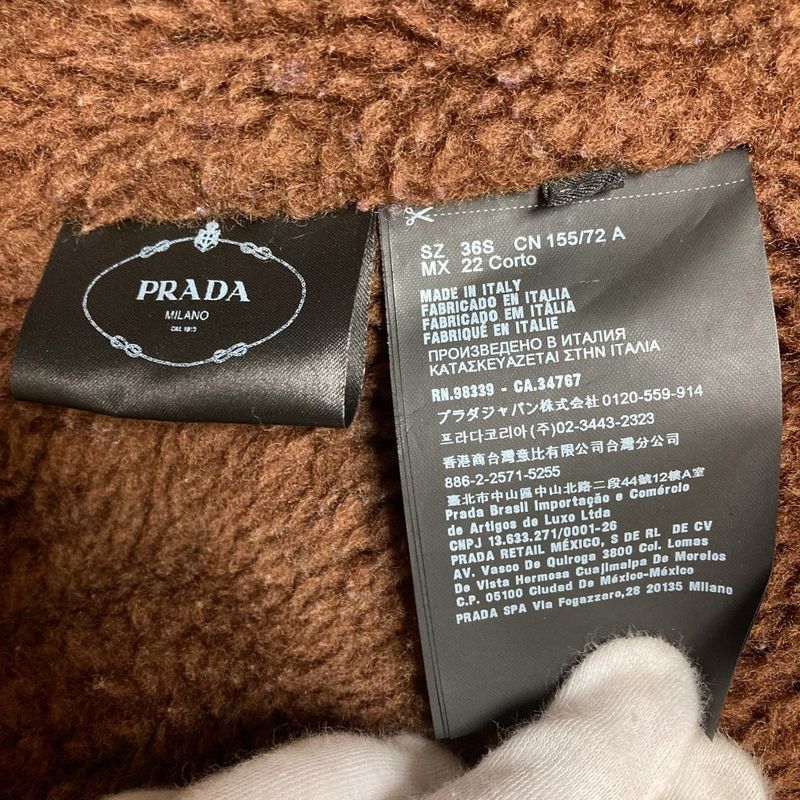 PRADA
MILANO
DAL 1913
SZ 36S CN 155/72 A
MX 22 Corto
MADE IN ITALY
FABRICADO EN ITALIA
FABRICADO EM ITÁLIA
FABRIQUÉ EN ITALIE
ПРОИЗВЕДЕНО В ИТАЛИЯ
ΚΑΤΑΣΚΕΥΑΖΕΤΑΙ ΣΤΗΝ ΙΤΑΛΙΑ
RN.98339 - CA.34767
プラダジャパン株式会社0120-559-914
프라다코리아 (주)02-3443-2323
香港商台灣意比有限公司台灣分公司
886-2-2571-5255
臺北市中山區中山北路二段44號12樓A室
Prada Brasil Importação e Comércio
de Artigos de Luxo Ltda
CNPJ 13.633.271/0001-26
PRADA RETAIL MÉXICO, S DE RL DE CV
AV. Vasco De Quiroga 3800 Col. Lomas
De Vista Hermosa Cuajimalpa De Morelos
C.P. 05100 Ciudad De México-México
PRADA SPA Via Fogazzaro,28 20135 Milano